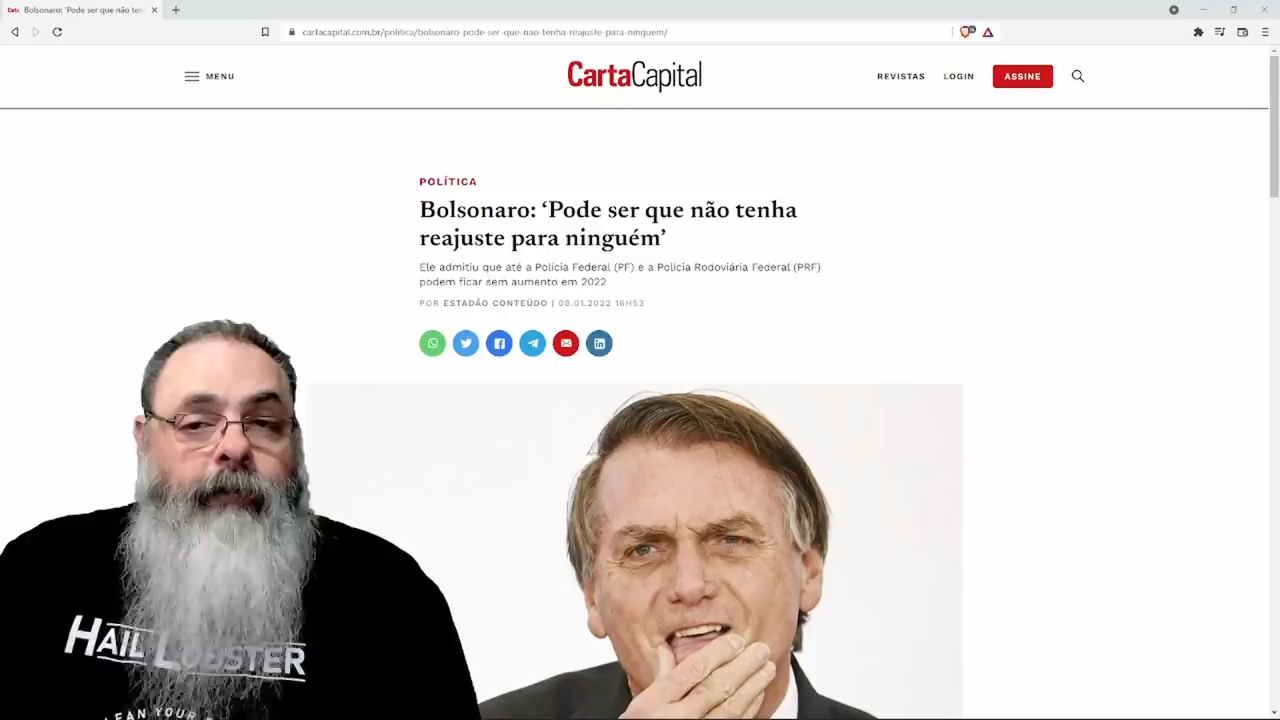 Carta Bolsonaro: 'Pode ser que não ten
cartacapital.com.br/politica/bolsonaro-pode-ser-que-nao-tenha-reajuste-para-ninguem/
MENU
CartaCapital
REVISTAS
LOGIN
ASSINE
POLÍTICA
Bolsonaro: ‘Pode ser que não tenha
reajuste para ninguém’
Ele admitiu que até a Polícia Federal (PF) e a Polícia Rodoviária Federal (PRF)
podem ficar sem aumento em 2022
POR ESTADÃO CONTEÚDO | 08.01.2022 16H53
HAIL LOBSTER
YOUR